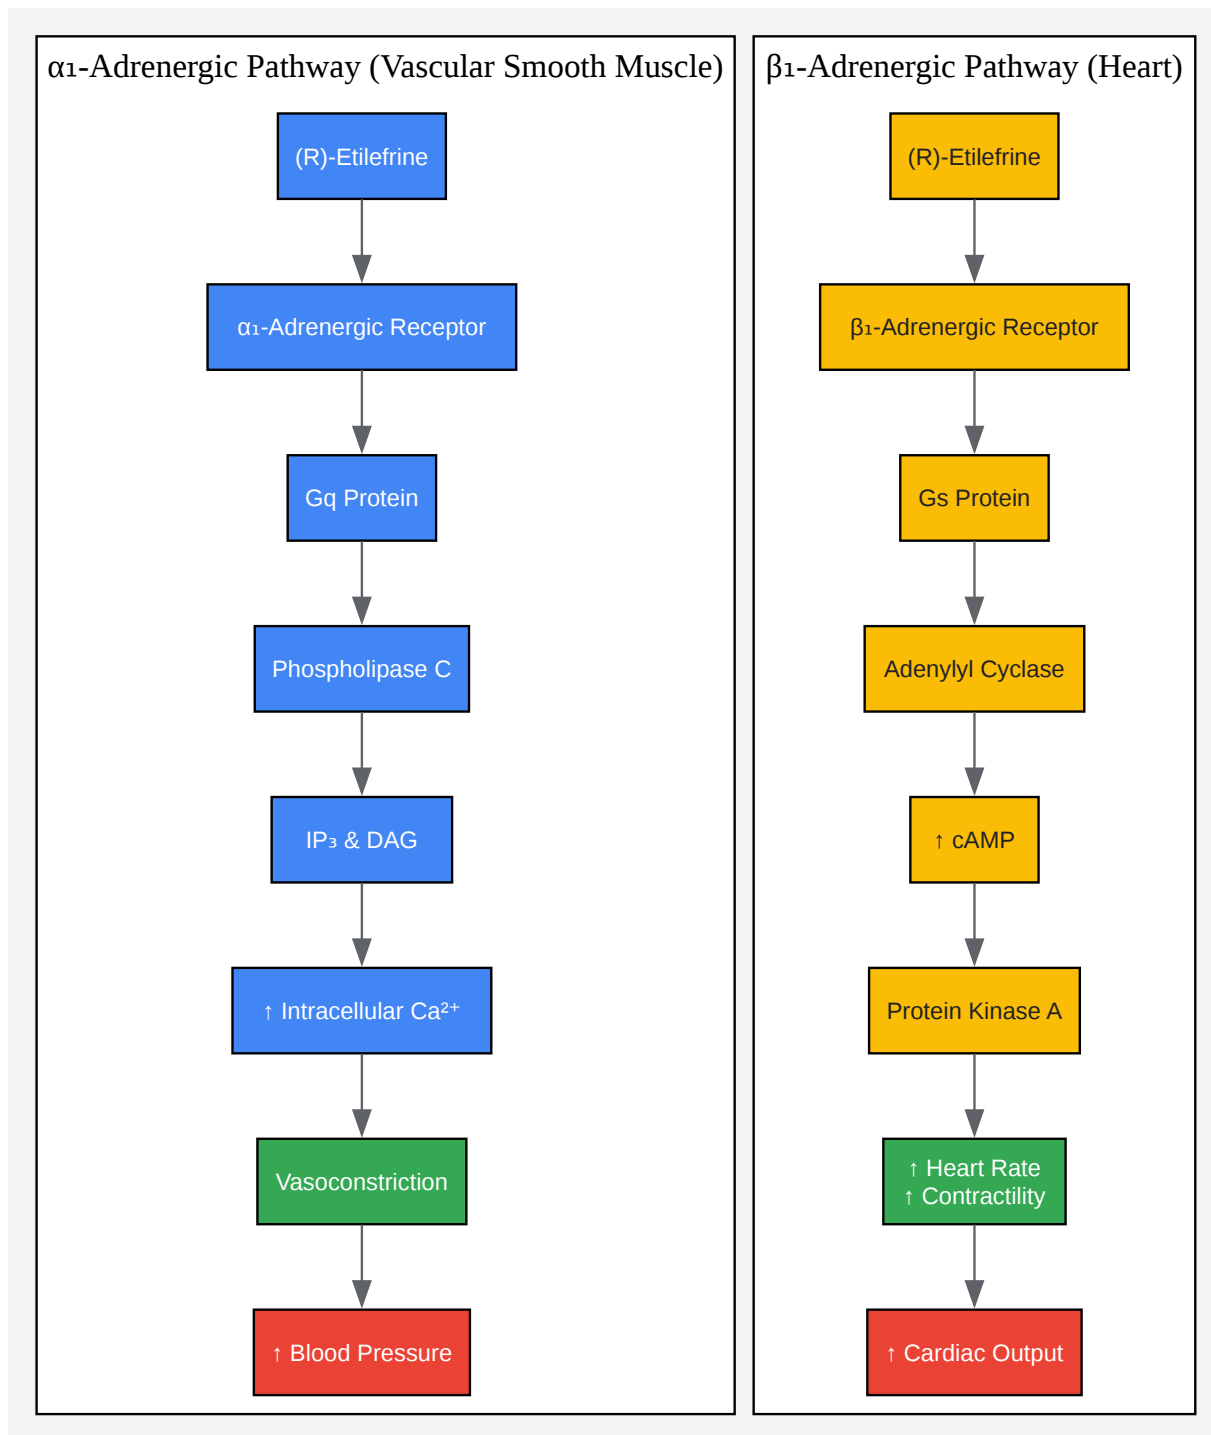 α₁-Adrenergic Pathway (Vascular Smooth Muscle)
(R)-Etilefrine
α₁-Adrenergic Receptor
Gq Protein
Phospholipase C
IP₃ & DAG
↑ Intracellular Ca²⁺
Vasoconstriction
↑ Blood Pressure
β₁-Adrenergic Pathway (Heart)
(R)-Etilefrine
β₁-Adrenergic Receptor
Gs Protein
Adenylyl Cyclase
↑ cAMP
Protein Kinase A
↑ Heart Rate
↑ Contractility
↑ Cardiac Output